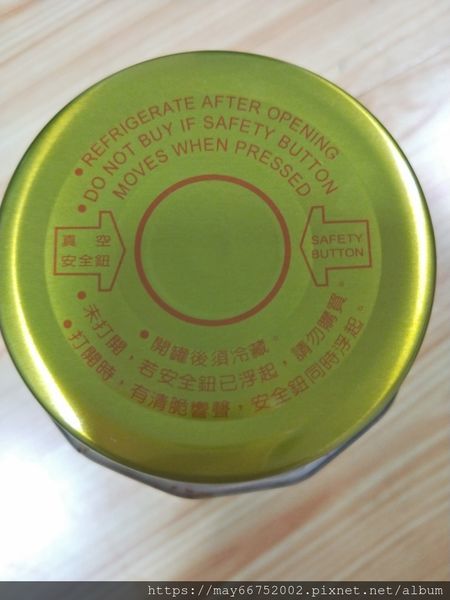 •REFRIGERATE AFTER OPENING
•DO NOT BUY IF SAFETY BUTTON
MOVES WHEN PRESSED
真 空
安全鈕
SAFETY
BUTTON
•開罐後須冷藏。
•未打開，若安全鈕已浮起，請勿購買。
•打開時，有清脆響聲，安全鈕同時浮起。
https://may66752002.pixnet.net/album